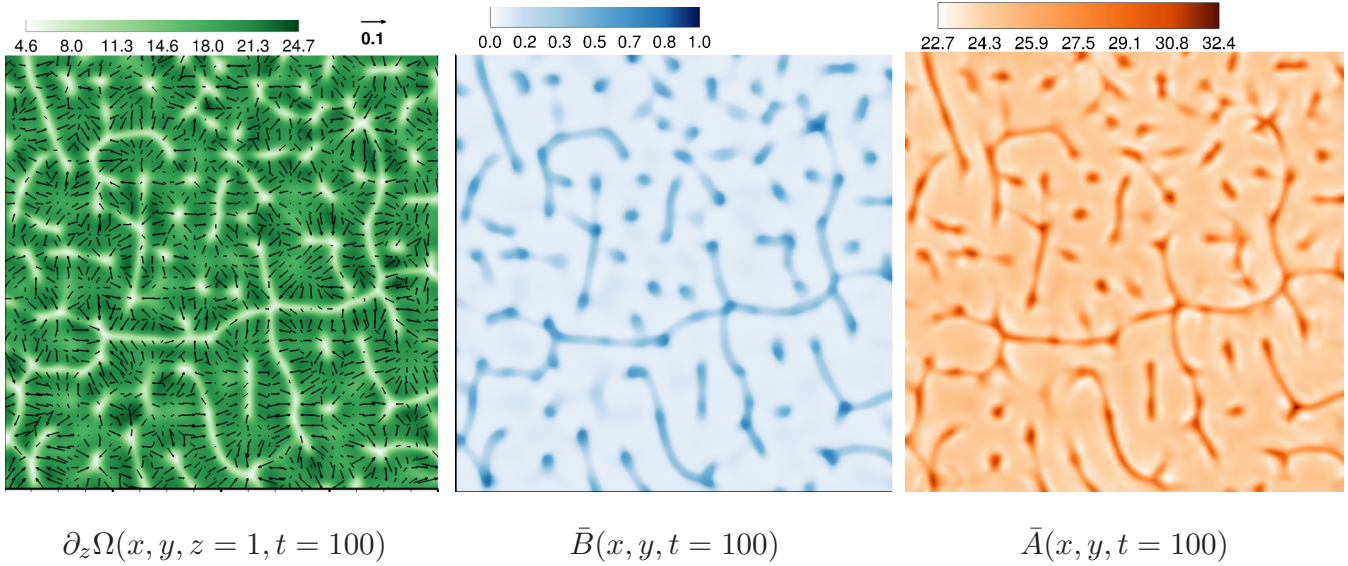 4.6 8.0 11.3 14.6 18.0 21.3 24.7
0.1
0.0 0.2 0.3 0.5 0.7 0.8 1.0
22.7 24.3 25.9 27.5 29.1 30.8 32.4
∂_zΩ(x, y, z = 1, t = 100)
B̄(x, y, t = 100)
Ā(x, y, t = 100)